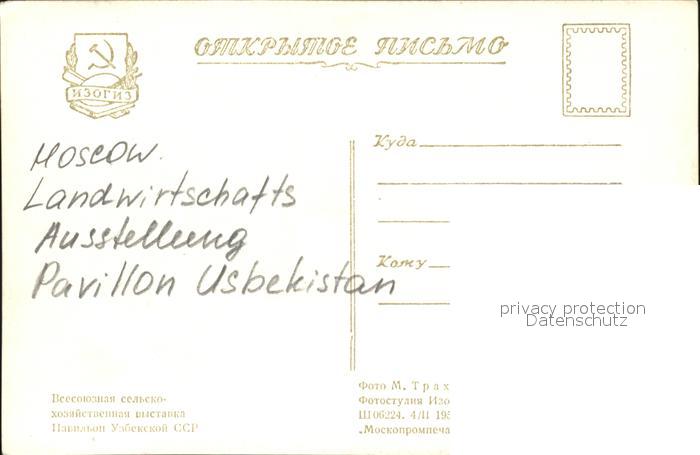 ОТКРЫТОЕ ПИСЬМО
ИЗОГИЗ
Куда
Moscow.
Landwirtschafts
Ausstellung
Pavillon Usbekistan
Кому
privacy protection
Datenschutz
Всесоюзная сельско-
хозяйственная выставка
Павильон Узбекской ССР
Фото М. Трах
Фотостудия Изо
Ш06224. 4/II 195
„Москопромпеча